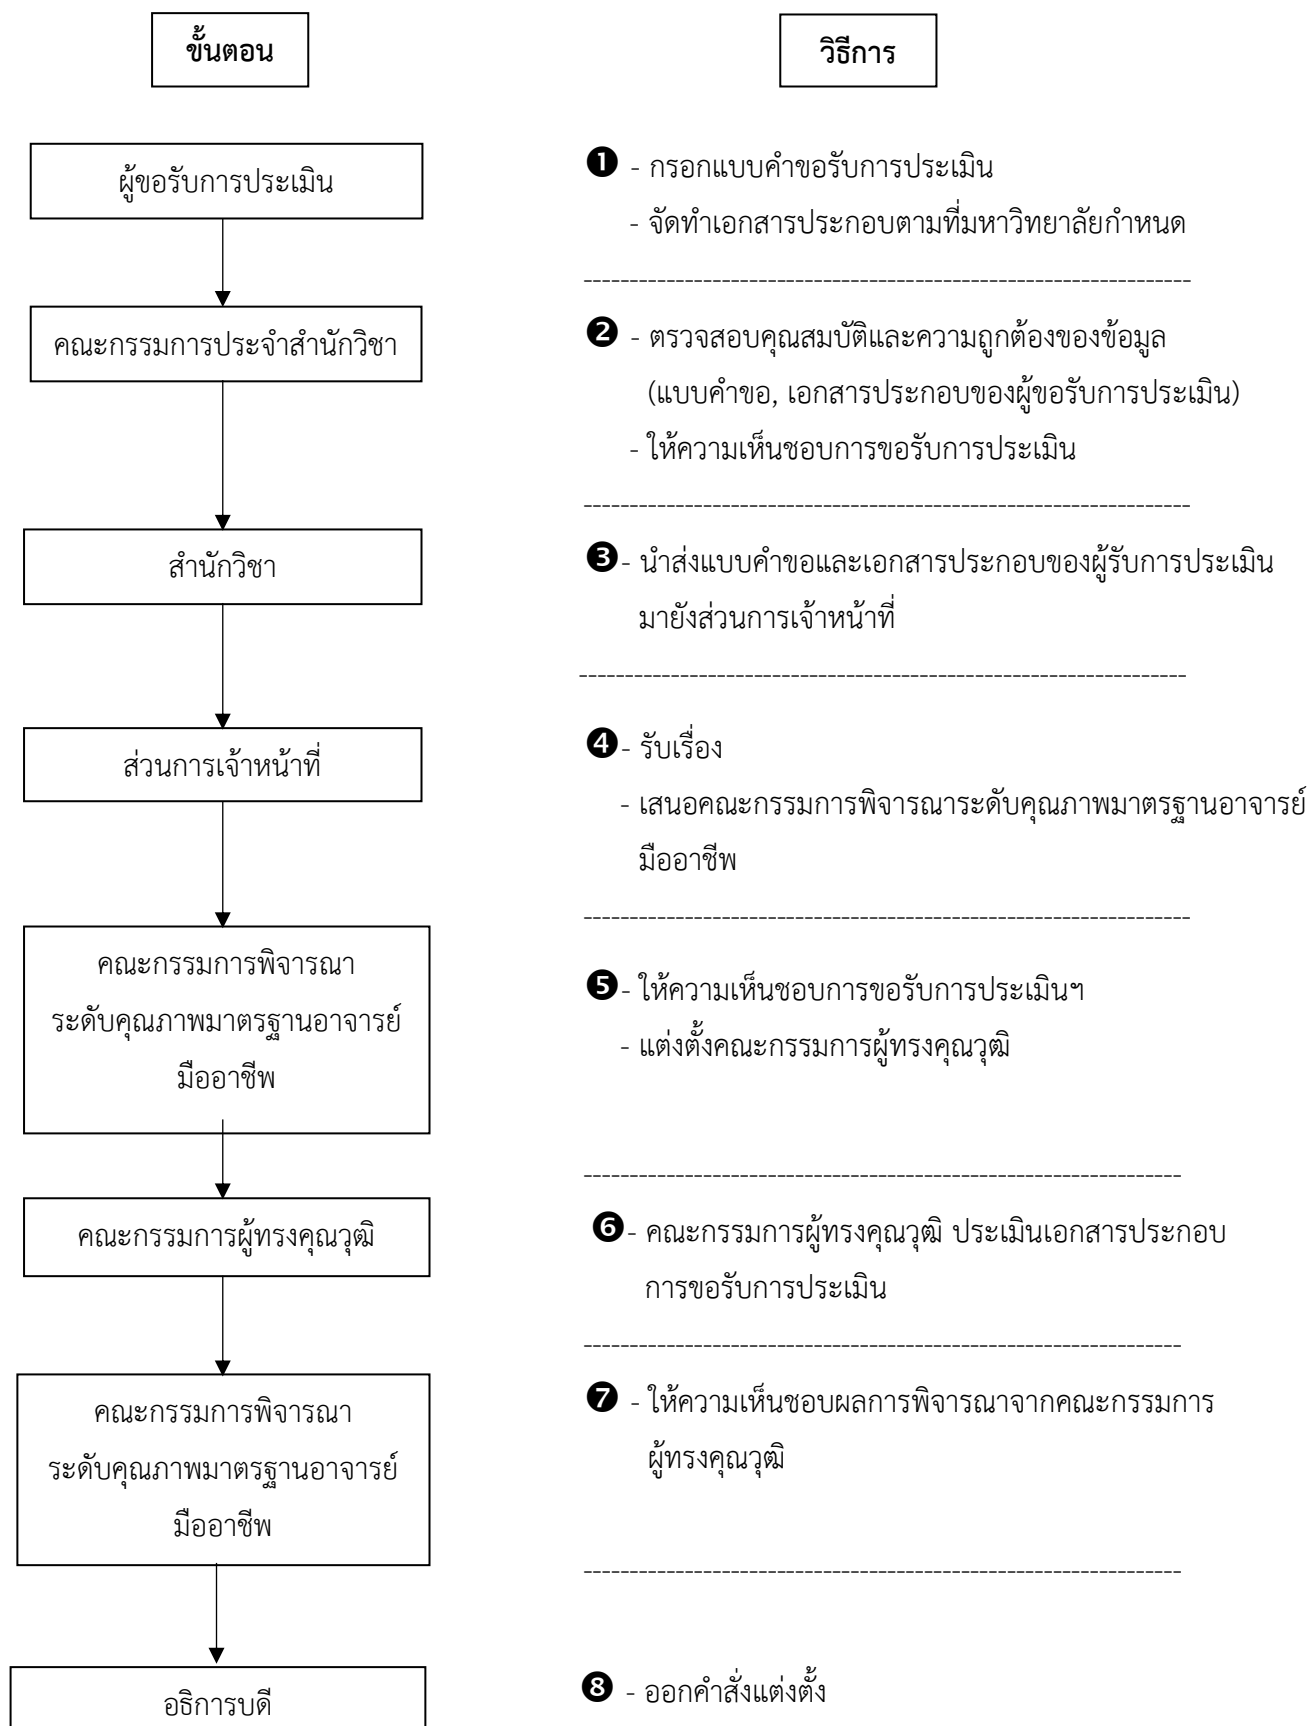 ขั้นตอน
วิธีการ
ผู้ขอรับการประเมิน
❶ - กรอกแบบคำขอรับการประเมิน
- จัดทำเอกสารประกอบตามที่มหาวิทยาลัยกำหนด
คณะกรรมการประจำสำนักวิชา
❷ - ตรวจสอบคุณสมบัติและความถูกต้องของข้อมูล
(แบบคำขอ, เอกสารประกอบของผู้ขอรับการประเมิน)
- ให้ความเห็นชอบการขอรับการประเมิน
สำนักวิชา
❸- นำส่งแบบคำขอและเอกสารประกอบของผู้รับการประเมิน
มายังส่วนการเจ้าหน้าที่
ส่วนการเจ้าหน้าที่
❹- รับเรื่อง
- เสนอคณะกรรมการพิจารณาระดับคุณภาพมาตรฐานอาจารย์
มืออาชีพ
คณะกรรมการพิจารณา
ระดับคุณภาพมาตรฐานอาจารย์
มืออาชีพ
❺- ให้ความเห็นชอบการขอรับการประเมินฯ
- แต่งตั้งคณะกรรมการผู้ทรงคุณวุฒิ
คณะกรรมการผู้ทรงคุณวุฒิ
❻- คณะกรรมการผู้ทรงคุณวุฒิ ประเมินเอกสารประกอบ
การขอรับการประเมิน
คณะกรรมการพิจารณา
ระดับคุณภาพมาตรฐานอาจารย์
มืออาชีพ
❼ - ให้ความเห็นชอบผลการพิจารณาจากคณะกรรมการ
ผู้ทรงคุณวุฒิ
อธิการบดี
❽ - ออกคำสั่งแต่งตั้ง